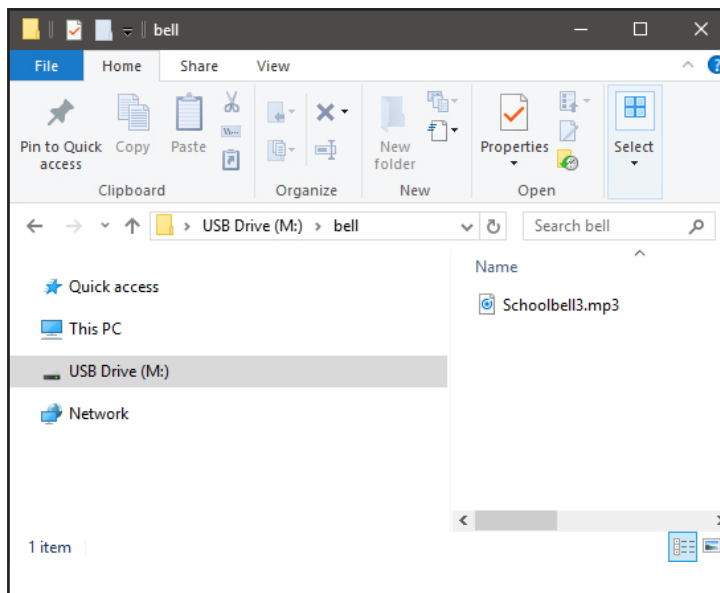 bell
File Home Share View
?
Pin to Quick access
Copy
Paste
Clipboard
Organize
New folder
New
Properties
Open
Select
USB Drive (M:) > bell
Search bell
Quick access
This PC
USB Drive (M:)
Network
Name
Schoolbell3.mp3
1 item